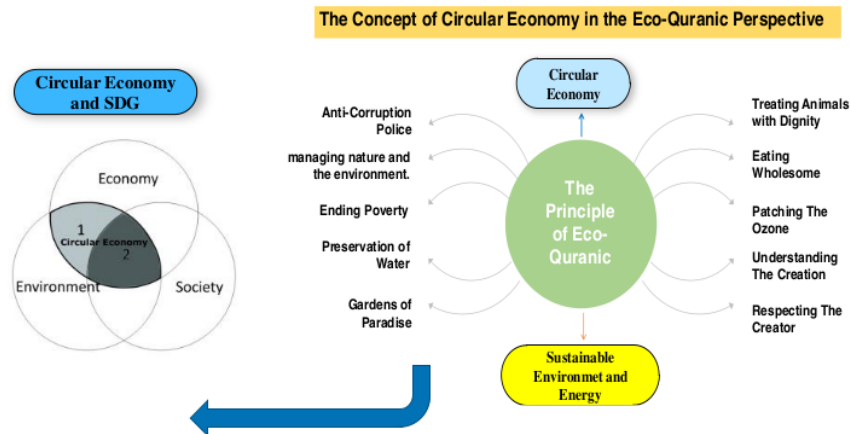 The Concept of Circular Economy in the Eco-Quranic Perspective
Circular Economy
and SDG
Economy
1
Circular Economy
2
Environment
Society
Circular
Economy
Anti-Corruption
Police
managing nature and
the environment.
Ending Poverty
Preservation of
Water
Gardens of
Paradise
The
Principle
of Eco-
Quranic
Treating Animals
with Dignity
Eating
Wholesome
Patching The
Ozone
Understanding
The Creation
Respecting The
Creator
Sustainable
Environmet and
Energy